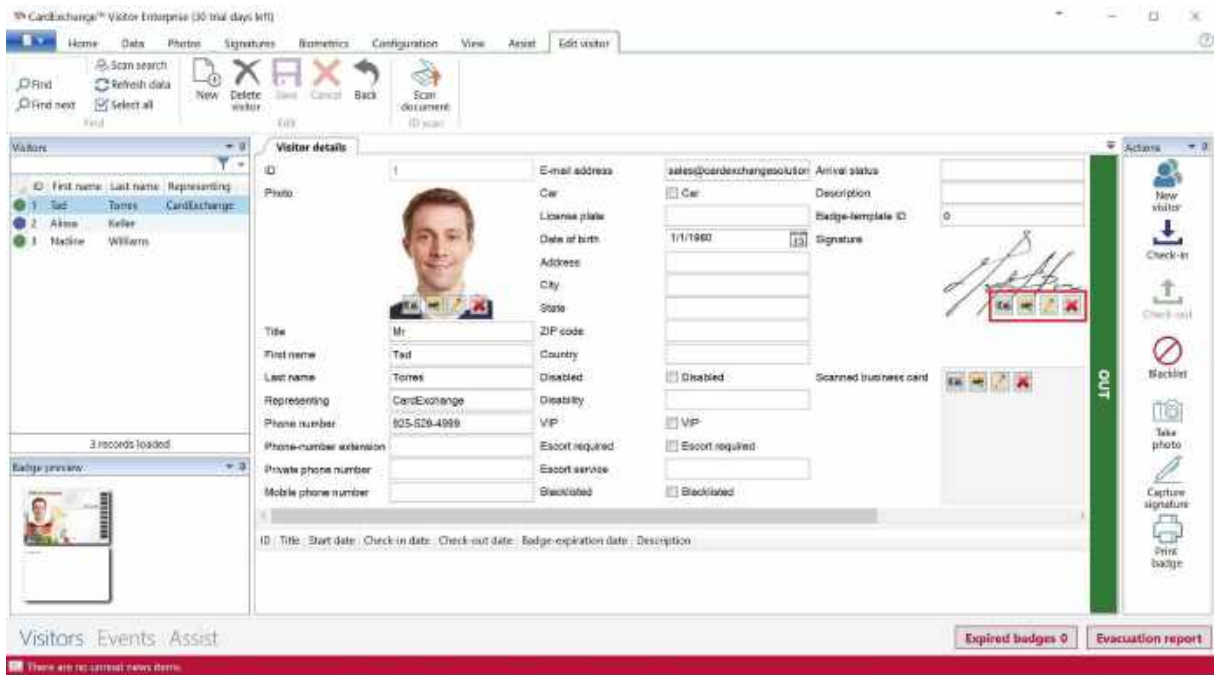 CardExchange™ Visitor Enterprise (30 trial days left)
Home Data Photos Signatures Biometrics Configuration View Assist Edit visitor
Find
Find next
Scan search
Refresh data
Select all
Find
New
Delete visitor
Save
Cancel
Back
Edit
Scan document
ID scan
Visitors
ID First name Last name Representing
1 Tad Torres CardExchange
2 Keller
3 Nadine Williams
3 records loaded
Badge preview
Visitor details
ID 1
Photo
Title Mr.
First name Tad
Last name Torres
Representing CardExchange
Phone number 925-529-4999
Phone-number extension
Private phone number
Mobile phone number
E-mail address sales@cardexchangesolution
Car Car
License plate
Date of birth 1/1/1980 15
Address
City
State
ZIP code
Country
Disabled Disabled
Disability
VIP VIP
Escort required Escort required
Escort service
Blacklisted Blacklisted
Arrival status
Description
Badge-template ID 0
Signature
Scanned business card
OUT
ID Title Start date Check-in date Check-out date Badge-expiration date Description
Actions
New visitor
Check-in
Check-out
Blacklist
Take photo
Capture signature
Print badge
Visitors Events Assist
Expired badges 0 Evacuation report
There are no unread news items.